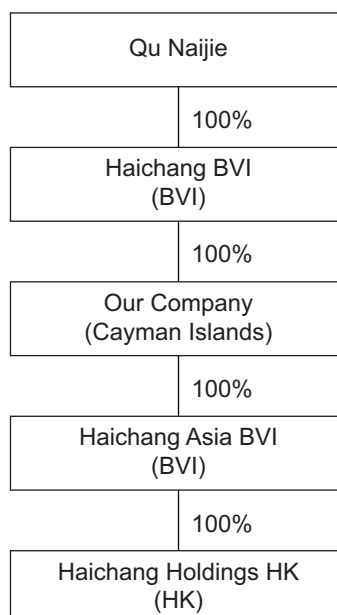 Qu Naijie
100%
Haichang BVI
(BVI)
100%
Our Company
(Cayman Islands)
100%
Haichang Asia BVI
(BVI)
100%
Haichang Holdings HK
(HK)